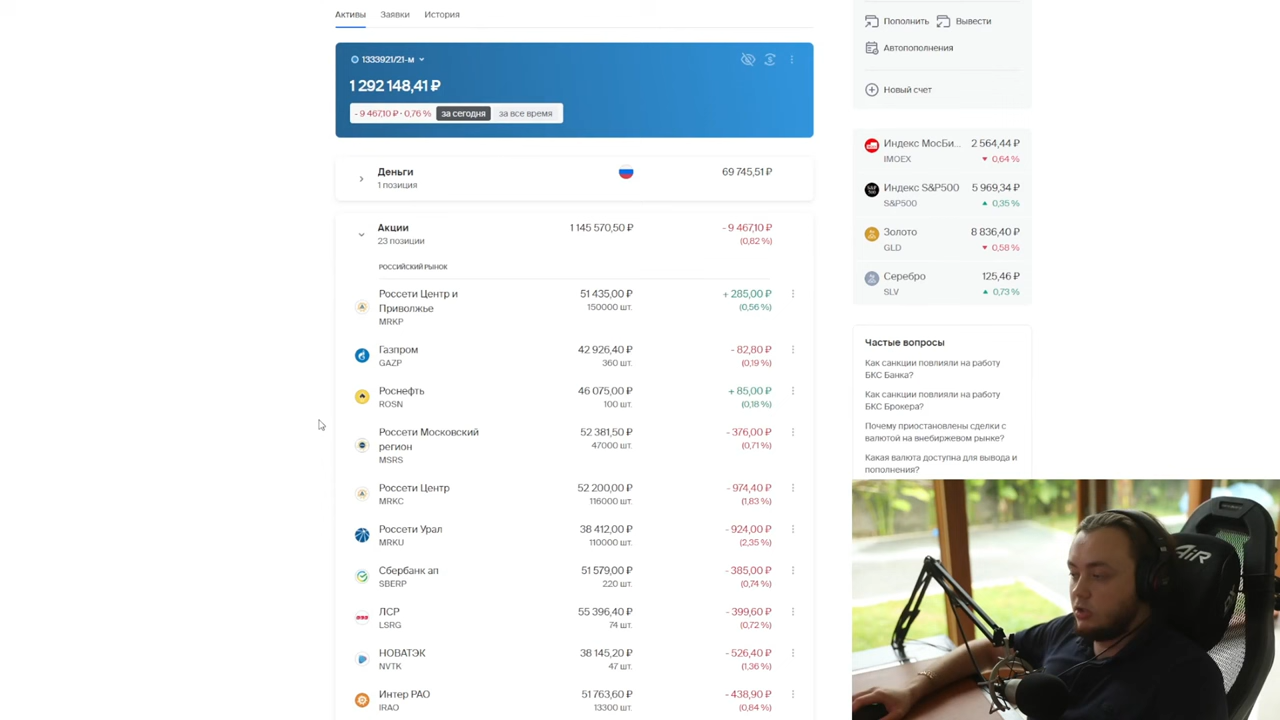 Активы Заявки История
1333921/21-м
1 292 148,41 ₽
- 9 467,10 ₽ · 0,76 % за сегодня за все время
Деньги 69 745,51 ₽
1 позиция
Акции 1 145 570,50 ₽ - 9 467,10 ₽
23 позиции (0,82 %)
РОССИЙСКИЙ РЫНОК
Россети Центр и 51 435,00 ₽ + 285,00 ₽
Приволжье 150000 шт. (0,56 %)
MRKP
Газпром 42 926,40 ₽ - 82,80 ₽
GAZP 360 шт. (0,19 %)
Роснефть 46 075,00 ₽ + 85,00 ₽
ROSN 100 шт. (0,18 %)
Россети Московский 52 381,50 ₽ - 376,00 ₽
регион 47000 шт. (0,71 %)
MSRS
Россети Центр 52 200,00 ₽ - 974,40 ₽
MRKC 116000 шт. (1,83 %)
Россети Урал 38 412,00 ₽ - 924,00 ₽
MRKU 110000 шт. (2,35 %)
Сбербанк ап 51 579,00 ₽ - 385,00 ₽
SBERP 220 шт. (0,74 %)
ЛСР 55 396,40 ₽ - 399,60 ₽
LSRG 74 шт. (0,72 %)
НОВАТЭК 38 145,20 ₽ - 526,40 ₽
NVTK 47 шт. (1,36 %)
Интер РАО 51 763,60 ₽ - 438,90 ₽
IRAO 13300 шт. (0,84 %)
Пополнить Вывести
Автопополнения
Новый счет
Индекс МосБи... 2 564,44 ₽
IMOEX 0,64 %
Индекс S&P500 5 969,34 ₽
S&P500 0,35 %
Золото 8 836,40 ₽
GLD 0,58 %
Серебро 125,46 ₽
SLV 0,73 %
Частые вопросы
Как санкции повлияли на работу
БКС Банка?
Как санкции повлияли на работу
БКС Брокера?
Почему приостановлены сделки с
валютой на внебиржевом рынке?
Какая валюта доступна для вывода и
пополнения?
AIR